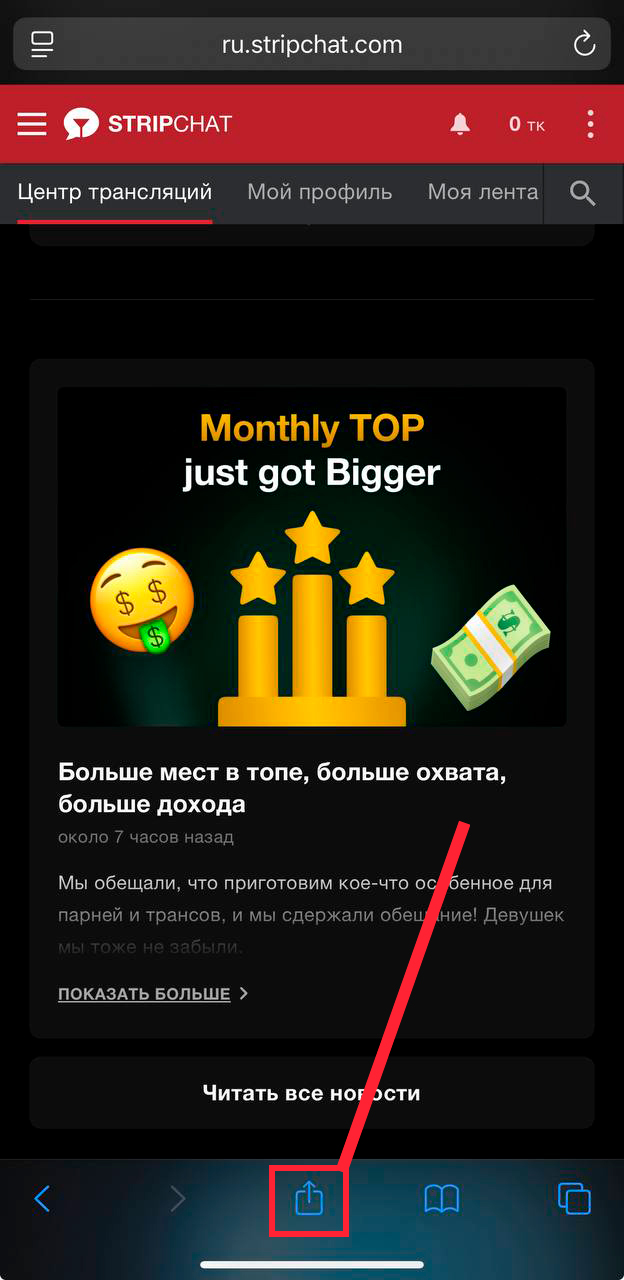 ru.stripchat.com
STRIPCHAT
0 тк
Центр трансляций
Мой профиль
Моя лента
Monthly TOP
just got Bigger
Больше мест в топе, больше охвата,
больше дохода
около 7 часов назад
Мы обещали, что приготовим кое-что особенное для
парней и трансов, и мы сдержали обещание! Девушек
мы тоже не забыли.
ПОКАЗАТЬ БОЛЬШЕ
Читать все новости